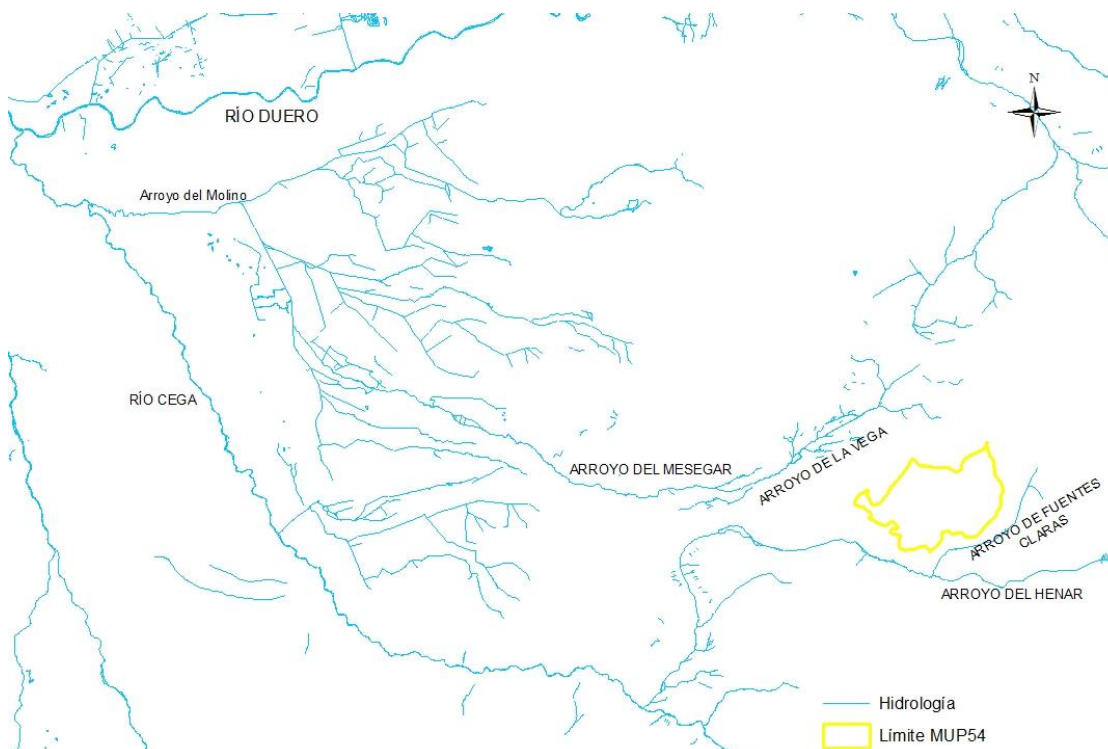 N
RÍO DUERO
Arroyo del Molino
RÍO CEGA
ARROYO DEL MESEGAR
ARROYO DE LA VEGA
ARROYO DE FUENTES
CLARAS
ARROYO DEL HENAR
Hidrología
Límite MUP54